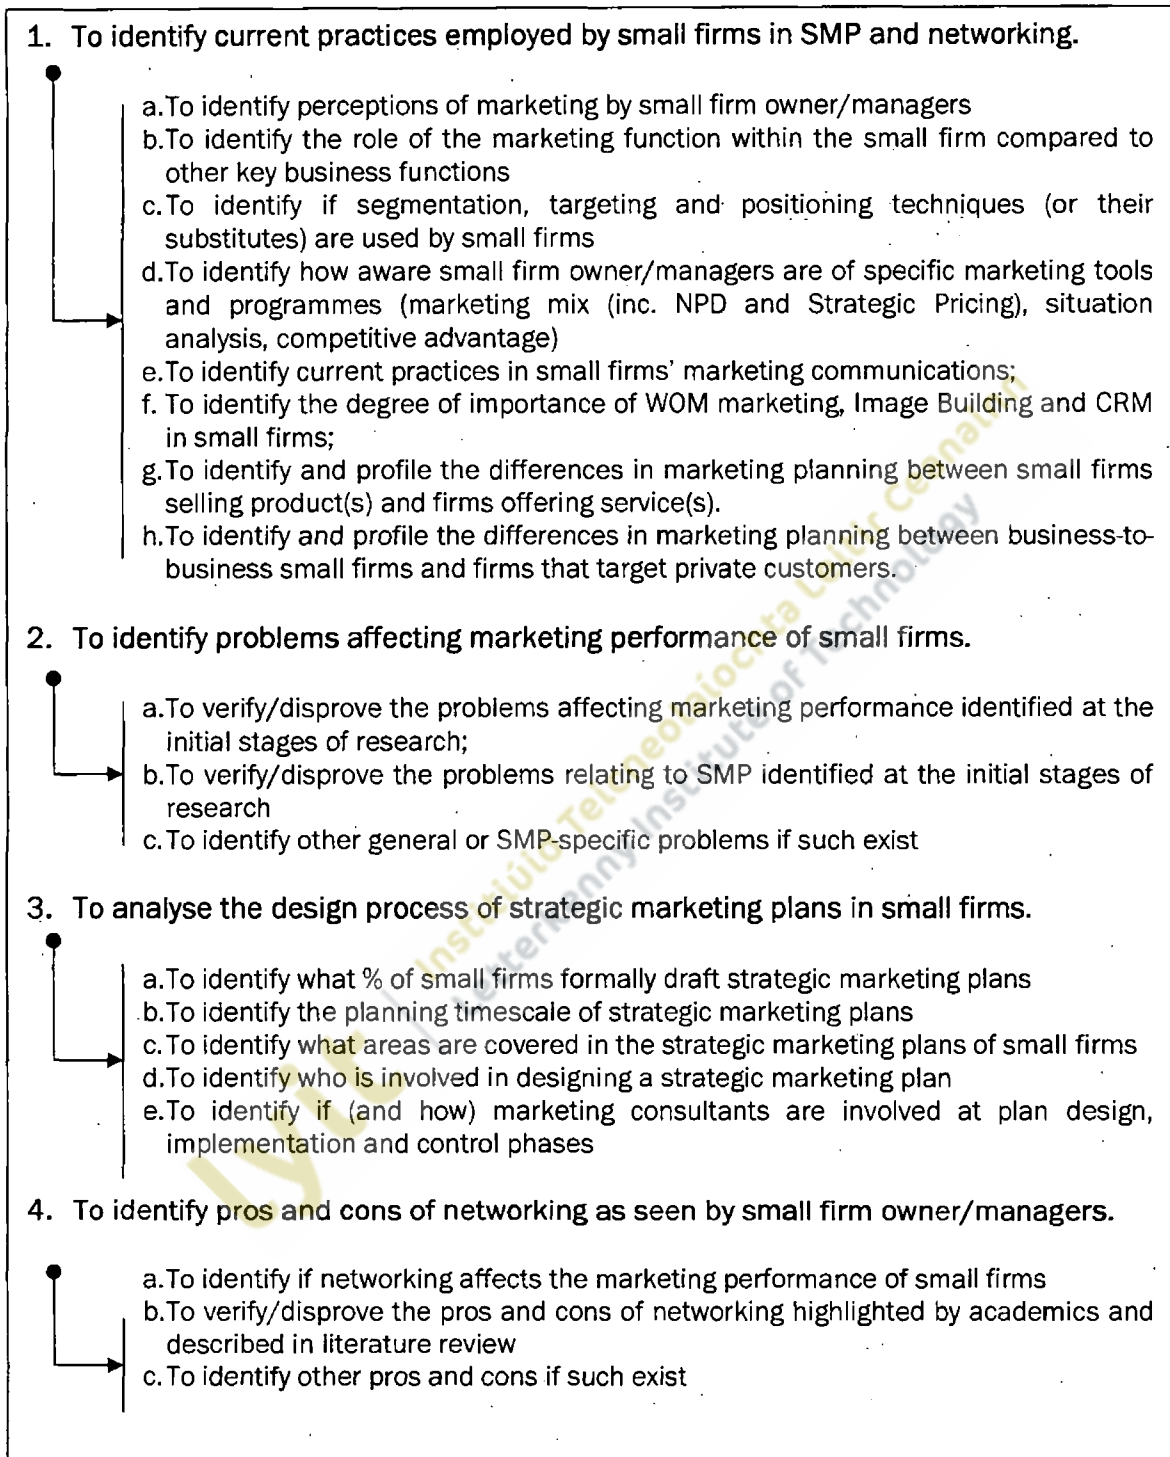 1. To identify current practices employed by small firms in SMP and networking.
a.To identify perceptions of marketing by small firm owner/managers
b.To identify the role of the marketing function within the small firm compared to
other key business functions
c.To identify if segmentation, targeting and positioning techniques (or their
substitutes) are used by small firms
d.To identify how aware small firm owner/managers are of specific marketing tools
and programmes (marketing mix (inc. NPD and Strategic Pricing), situation
analysis, competitive advantage)
e.To identify current practices in small firms' marketing communications;
f. To identify the degree of importance of WOM marketing, Image Building and CRM
in small firms;
g.To identify and profile the differences in marketing planning between small firms
selling product(s) and firms offering service(s).
h.To identify and profile the differences in marketing planning between business-to-
business small firms and firms that target private customers.
2. To identify problems affecting marketing performance of small firms.
a.To verify/disprove the problems affecting marketing performance identified at the
initial stages of research;
b.To verify/disprove the problems relating to SMP identified at the initial stages of
research
c.To identify other general or SMP-specific problems if such exist
3. To analyse the design process of strategic marketing plans in small firms.
a.To identify what % of small firms formally draft strategic marketing plans
b.To identify the planning timescale of strategic marketing plans
c.To identify what areas are covered in the strategic marketing plans of small firms
d.To identify who is involved in designing a strategic marketing plan
e.To identify if (and how) marketing consultants are involved at plan design,
implementation and control phases
4. To identify pros and cons of networking as seen by small firm owner/managers.
a.To identify if networking affects the marketing performance of small firms
b.To verify/disprove the pros and cons of networking highlighted by academics and
described in literature review
c.To identify other pros and cons if such exist
lyit
Institiúid Teicneolaíochta Leitir Ceanainn
Letterkenny Institute of Technology